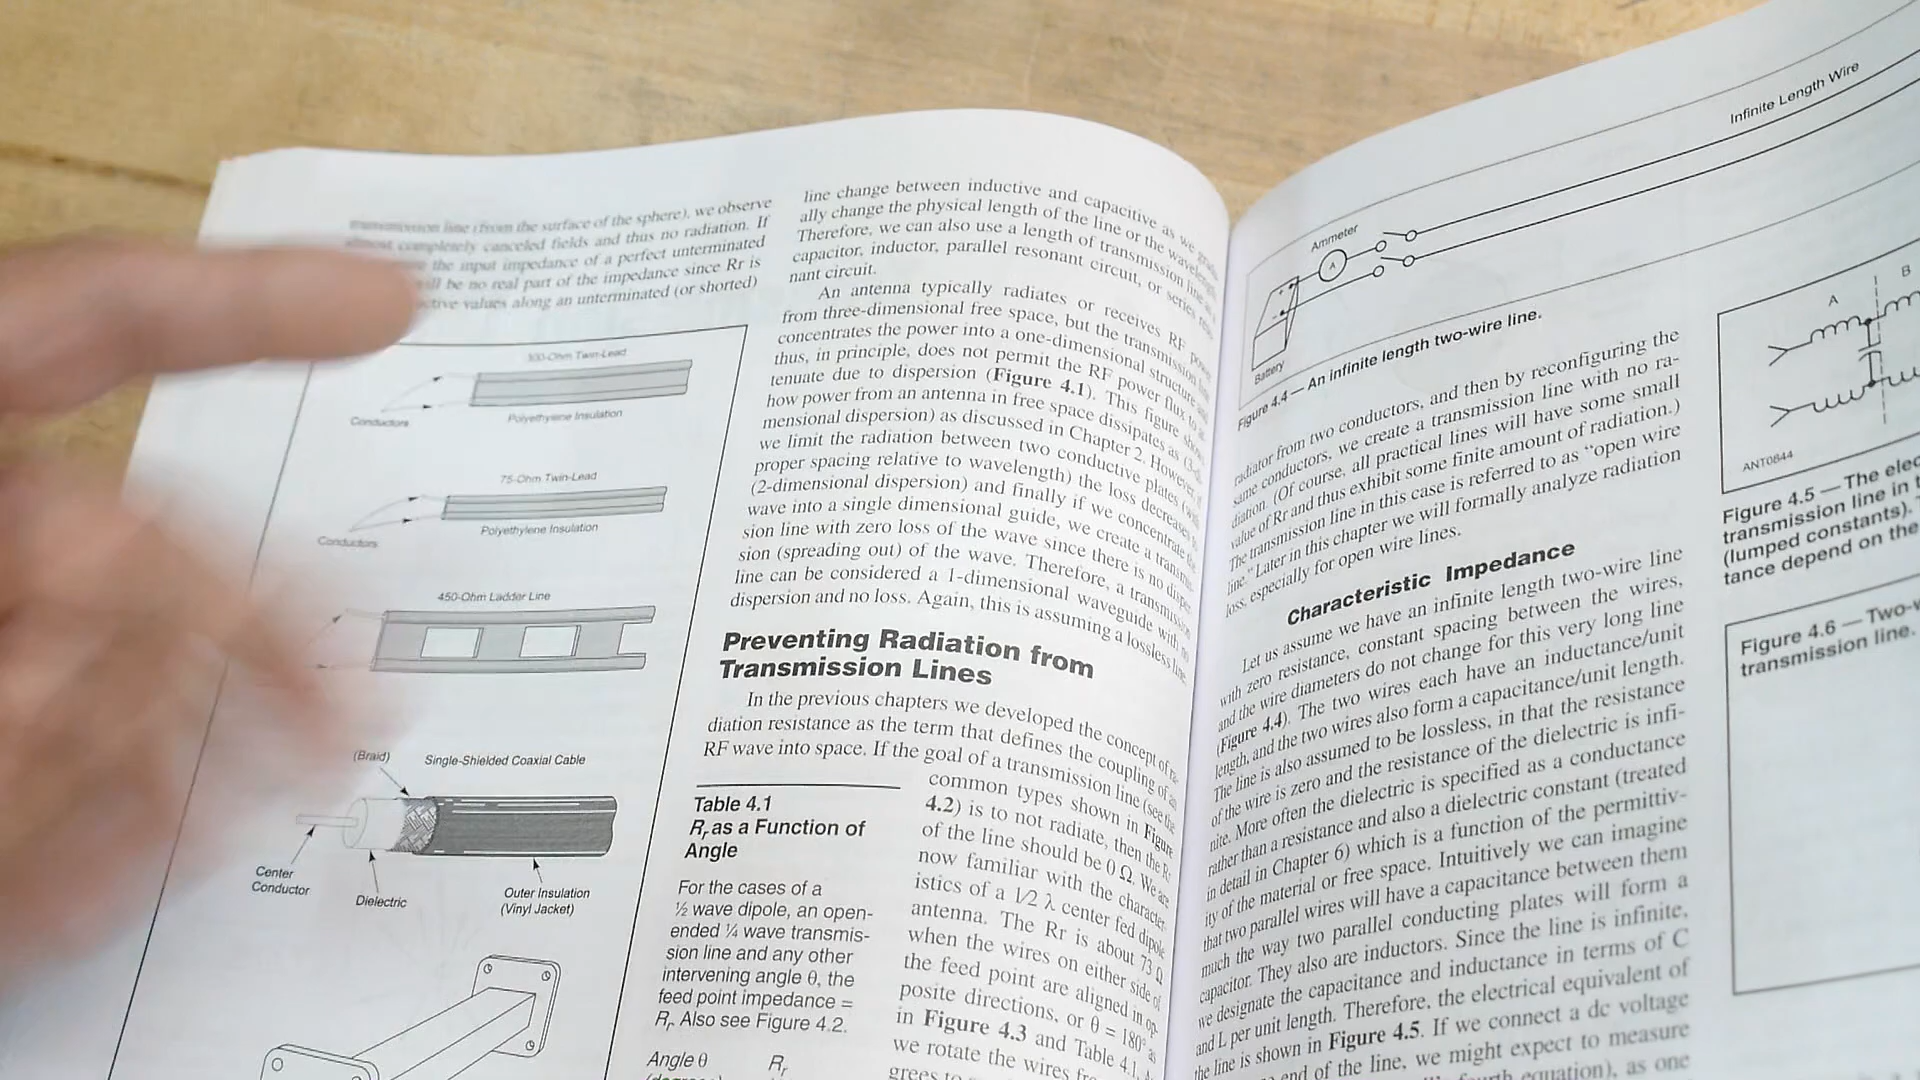 transmission line (from the surface of the sphere), we observe
almost completely canceled fields and thus no radiation. If
the input impedance of a perfect unterminated
will be no real part of the impedance since Rr is
values along an unterminated (or shorted)
300-Ohm Twin-Lead
Conductors
Polyethylene Insulation
75-Ohm Twin-Lead
Conductors
Polyethylene Insulation
450-Ohm Ladder Line
(Braid)
Single-Shielded Coaxial Cable
Center
Conductor
Dielectric
Outer Insulation
(Vinyl Jacket)
line change between inductive and capacitive as we
ally change the physical length of the line or the
Therefore, we can also use a length of transmission line
capacitor, inductor, parallel resonant circuit, or
nant circuit.
An antenna typically radiates or receives RF
from three-dimensional free space, but the transmission
concentrates the power into a one-dimensional structure
thus, in principle, does not permit the RF power flux to
tenuate due to dispersion (Figure 4.1). This figure
how power from an antenna in free space dissipates as
mensional dispersion) as discussed in Chapter 2. However,
we limit the radiation between two conductive plates
proper spacing relative to wavelength) the loss decreases
(2-dimensional dispersion) and finally if we concentrate
wave into a single dimensional guide, we create a
sion line with zero loss of the wave since there is no
sion (spreading out) of the wave. Therefore, a
line can be considered a 1-dimensional waveguide with
dispersion and no loss. Again, this is assuming a lossless line.
Preventing Radiation from
Transmission Lines
In the previous chapters we developed the concept of
diation resistance as the term that defines the coupling of an
RF wave into space. If the goal of a transmission line (see the
common types shown in Figure
4.2) is to not radiate, then the Rr
of the line should be 0 Ω. We are
now familiar with the character-
istics of a 1/2 λ center fed dipole
antenna. The Rr is about 73 Ω
when the wires on either side of
the feed point are aligned in op-
posite directions, or θ = 180° as
in Figure 4.3 and Table 4.1.
we rotate the wires
Table 4.1
Rr as a Function of
Angle
For the cases of a
½ wave dipole, an open-
ended ¼ wave transmis-
sion line and any other
intervening angle θ, the
feed point impedance =
Rr. Also see Figure 4.2.
Angle θ Rr
Infinite Length Wire
Ammeter
A
Battery
Figure 4.4 — An infinite length two-wire line.
radiator from two conductors, and then by reconfiguring the
same conductors, we create a transmission line with no ra-
diation. (Of course, all practical lines will have some small
value of Rr and thus exhibit some finite amount of radiation.)
The transmission line in this case is referred to as “open wire
line.” Later in this chapter we will formally analyze radiation
loss, especially for open wire lines.
Characteristic Impedance
Let us assume we have an infinite length two-wire line
with zero resistance, constant spacing between the wires,
and the wire diameters do not change for this very long line
(Figure 4.4). The two wires each have an inductance/unit
length, and the two wires also form a capacitance/unit length.
The line is also assumed to be lossless, in that the resistance
of the wire is zero and the resistance of the dielectric is infi-
nite. More often the dielectric is specified as a conductance
rather than a resistance and also a dielectric constant (treated
in detail in Chapter 6) which is a function of the permittiv-
ity of the material or free space. Intuitively we can imagine
that two parallel wires will have a capacitance between them
much the way two parallel conducting plates will form a
capacitor. They also are inductors. Since the line is infinite,
we designate the capacitance and inductance in terms of C
and L per unit length. Therefore, the electrical equivalent of
the line is shown in Figure 4.5. If we connect a dc voltage
end of the line, we might expect to measure
equation), as one
A
B
ANT0844
Figure 4.5 — The
transmission line in
(lumped constants).
tance depend on the
Figure 4.6 —
transmission line.